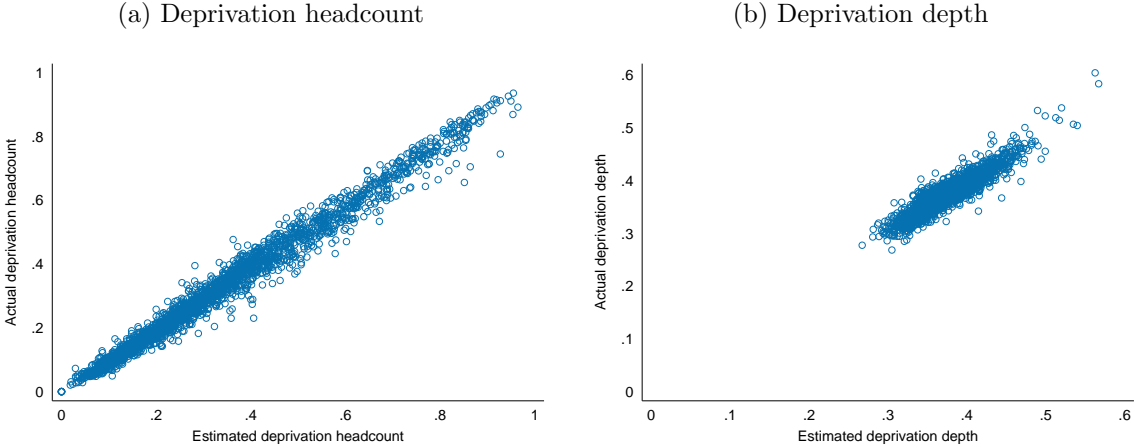 (a) Deprivation headcount
1
.8
.6
.4
.2
0
Actual deprivation headcount
0 .2 .4 .6 .8 1
Estimated deprivation headcount
(b) Deprivation depth
.6
.5
.4
.3
.2
.1
0
Actual deprivation depth
0 .1 .2 .3 .4 .5 .6
Estimated deprivation depth